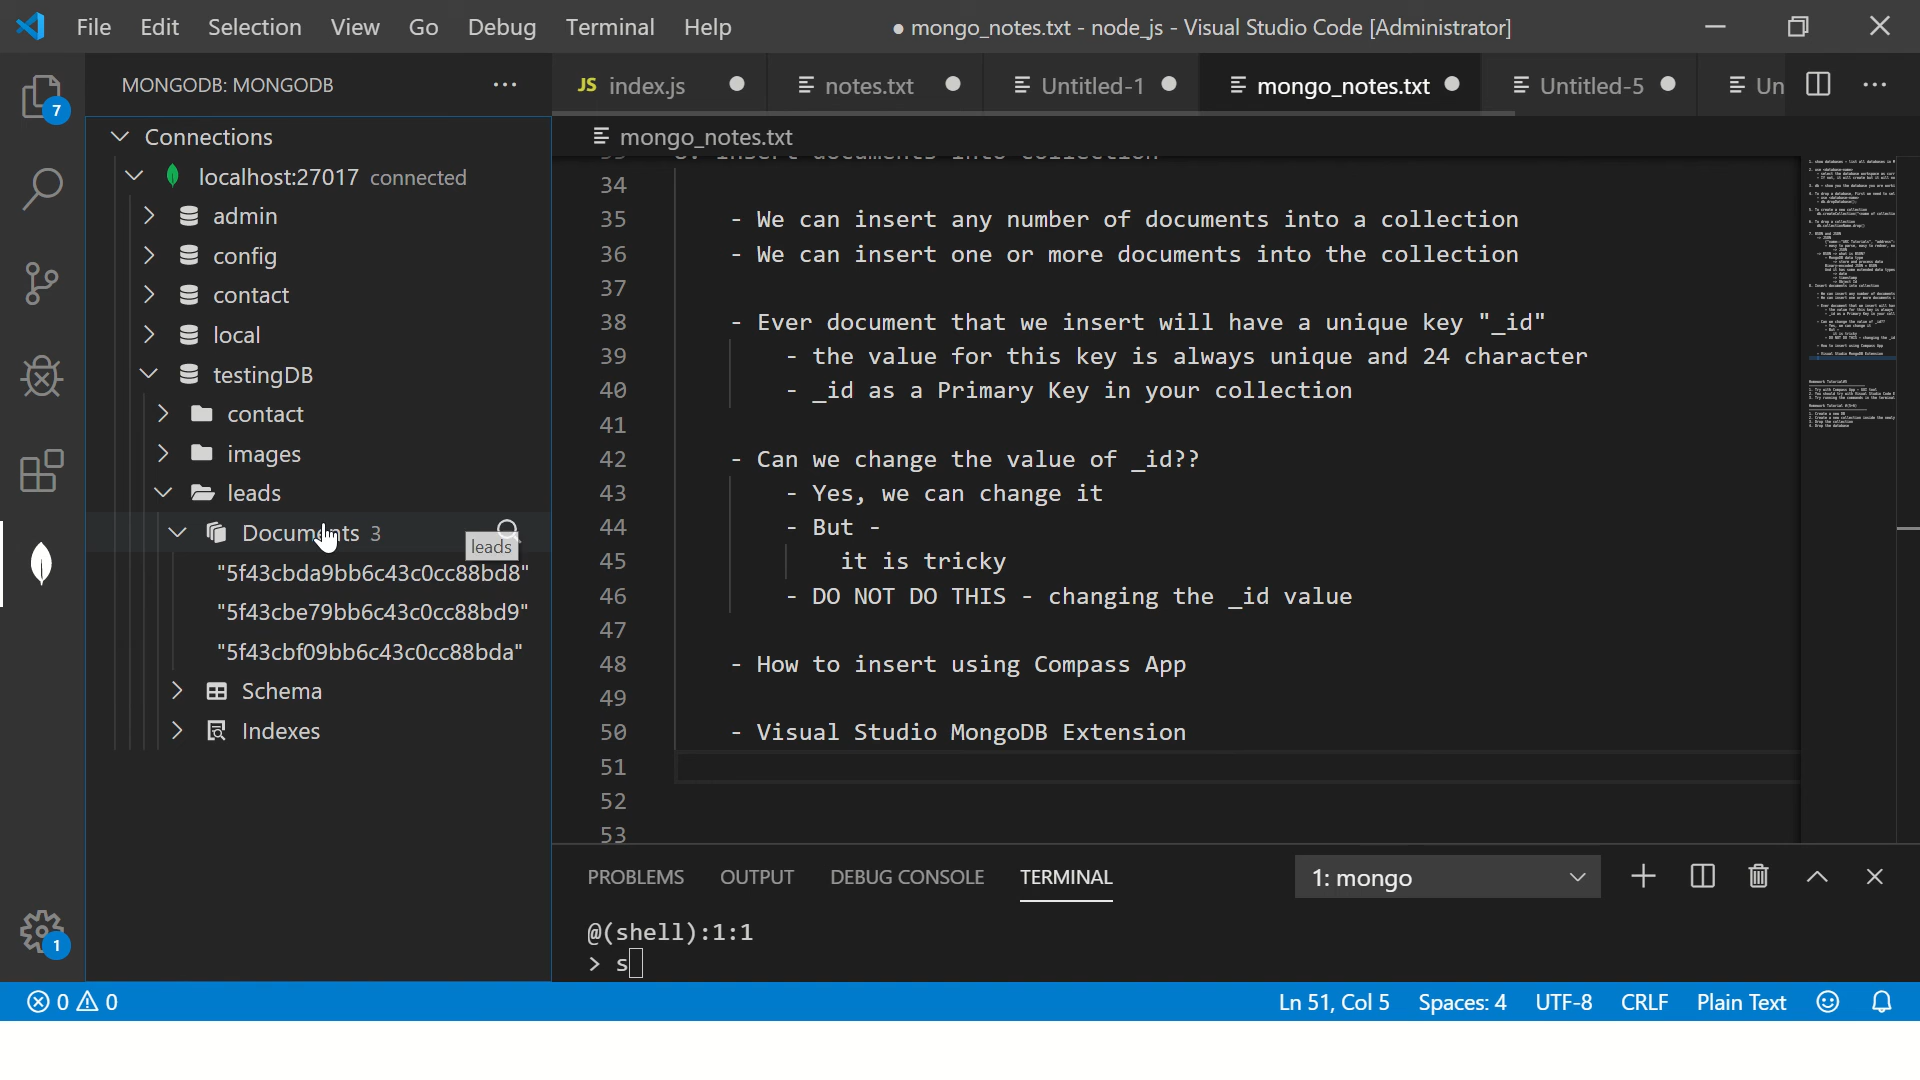 File Edit Selection View Go Debug Terminal Help ● mongo_notes.txt - node_js - Visual Studio Code [Administrator]
MONGODB: MONGODB ...
JS index.js notes.txt Untitled-1 mongo_notes.txt Untitled-5 Un ...
7
mongo_notes.txt
Connections
localhost:27017 connected
admin
config
contact
local
testingDB
contact
images
leads
Documents 3
leads
"5f43cbda9bb6c43c0cc88bd8"
"5f43cbe79bb6c43c0cc88bd9"
"5f43cbf09bb6c43c0cc88bda"
Schema
Indexes
1
34
35 - We can insert any number of documents into a collection
36 - We can insert one or more documents into the collection
37
38 - Ever document that we insert will have a unique key "_id"
39 - the value for this key is always unique and 24 character
40 - _id as a Primary Key in your collection
41
42 - Can we change the value of _id??
43 - Yes, we can change it
44 - But -
45 it is tricky
46 - DO NOT DO THIS - changing the _id value
47
48 - How to insert using Compass App
49
50 - Visual Studio MongoDB Extension
51
52
53
PROBLEMS OUTPUT DEBUG CONSOLE TERMINAL 1: mongo
@(shell):1:1
> s
0 0 Ln 51, Col 5 Spaces: 4 UTF-8 CRLF Plain Text